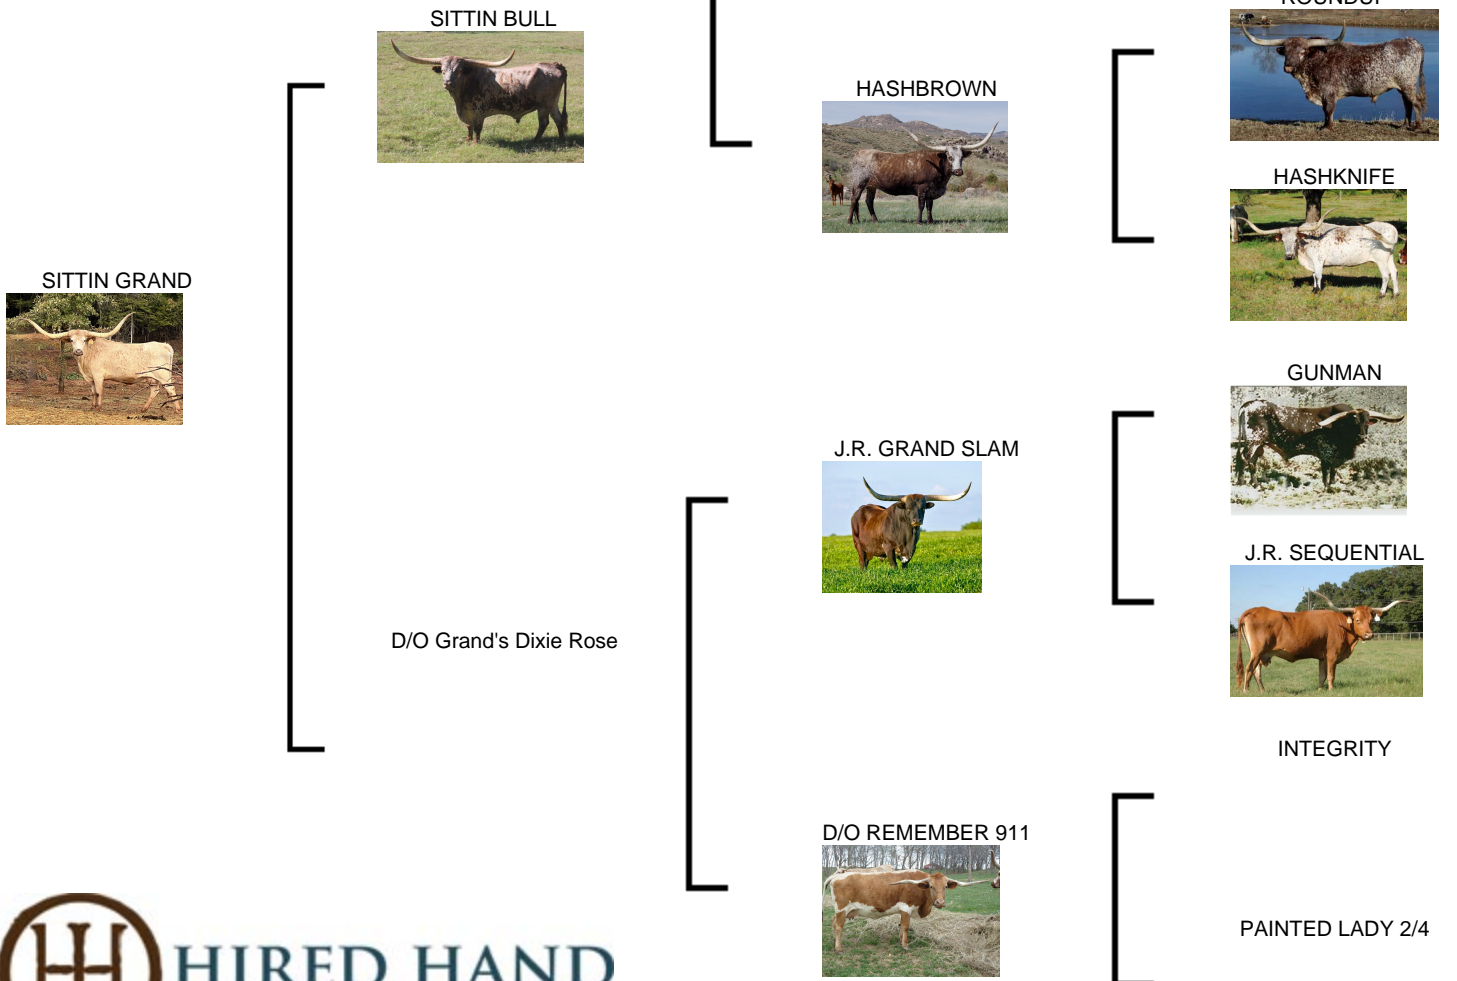 SITTIN BULL
HASHBROWN
HASHKNIFE
SITTIN GRAND
GUNMAN
J.R. GRAND SLAM
J.R. SEQUENTIAL
D/O Grand's Dixie Rose
INTEGRITY
D/O REMEMBER 911
PAINTED LADY 2/4
HIRED HAND